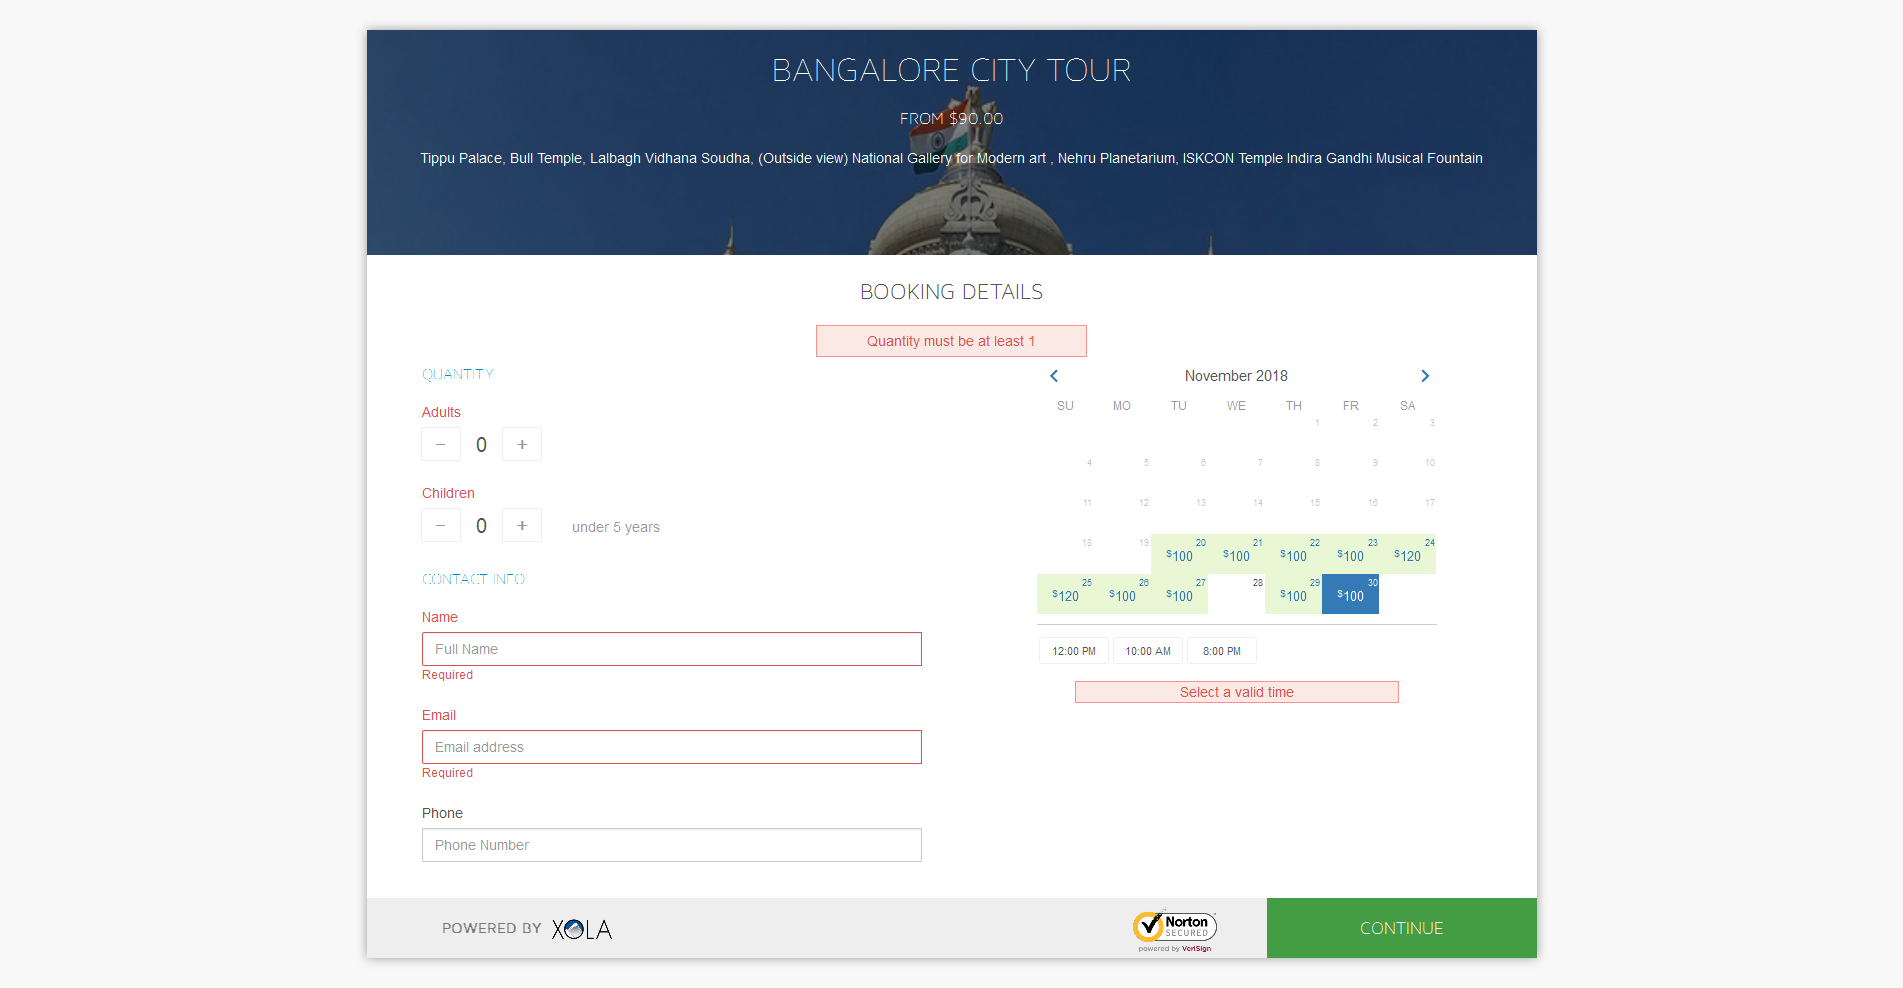 BANGALORE CITY TOUR
FROM $90.00
Tippu Palace, Bull Temple, Lalbagh Vidhana Soudha, (Outside view) National Gallery for Modern art , Nehru Planetarium, ISKCON Temple Indira Gandhi Musical Fountain
BOOKING DETAILS
Quantity must be at least 1
QUANTITY
Adults
− 0 +
Children
− 0 + under 5 years
CONTACT INFO
Name
Full Name
Required
Email
Email address
Required
Phone
Phone Number
November 2018
SU MO TU WE TH FR SA
1 2 3
4 5 6 7 8 9 10
11 12 13 14 15 16 17
18 19 20 21 22 23 24
$100 $100 $100 $100 $120
25 26 27 28 29 30
$120 $100 $100 $100 $100
12:00 PM 10:00 AM 8:00 PM
Select a valid time
POWERED BY XOLA
Norton
SECURED
powered by VeriSign
CONTINUE